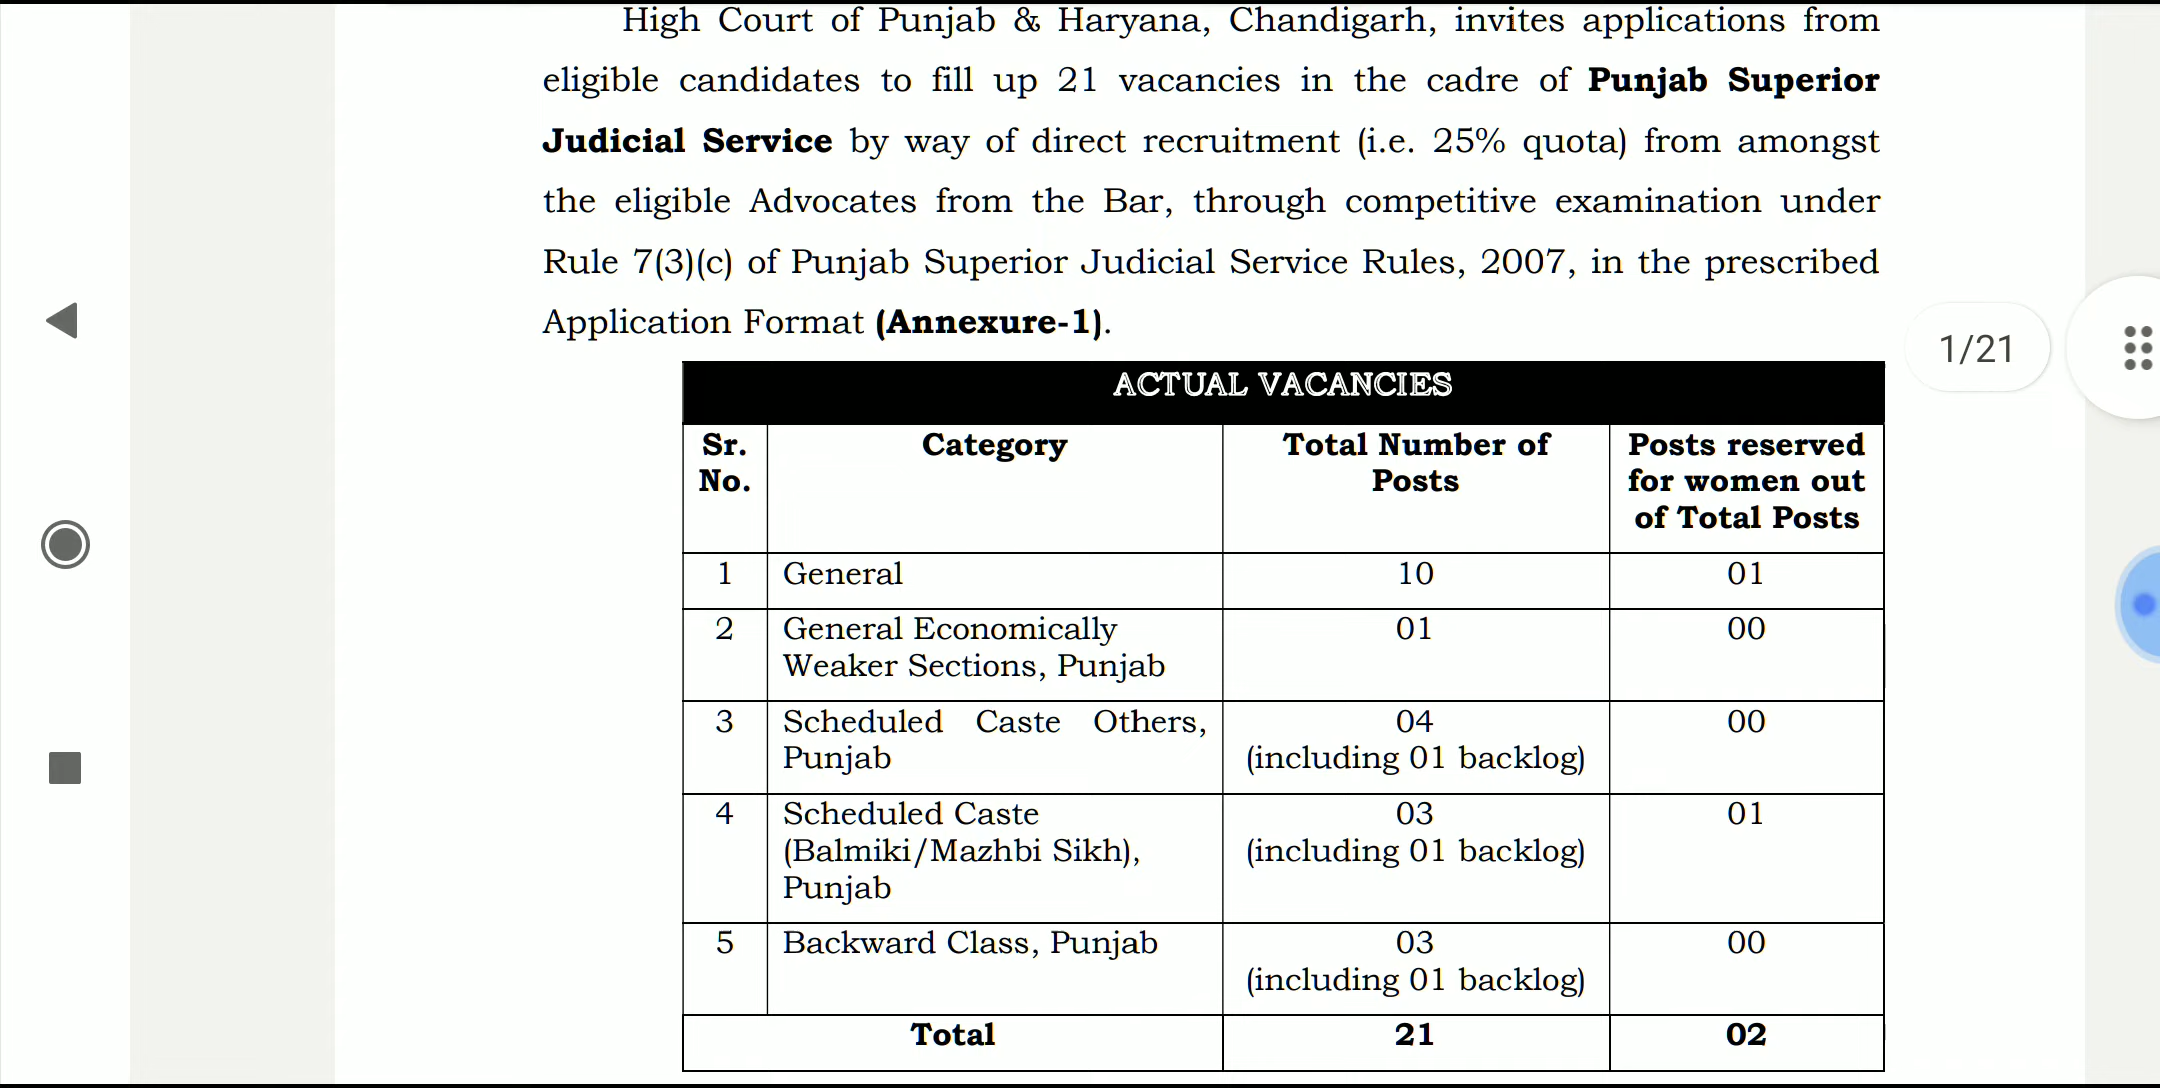 High Court of Punjab & Haryana, Chandigarh, invites applications from
eligible candidates to fill up 21 vacancies in the cadre of Punjab Superior
Judicial Service by way of direct recruitment (i.e. 25% quota) from amongst
the eligible Advocates from the Bar, through competitive examination under
Rule 7(3)(c) of Punjab Superior Judicial Service Rules, 2007, in the prescribed
Application Format (Annexure-1).
1/21
ACTUAL VACANCIES
Sr. No. Category Total Number of Posts Posts reserved for women out of Total Posts
1 General 10 01
2 General Economically Weaker Sections, Punjab 01 00
3 Scheduled Caste Others, Punjab 04 (including 01 backlog) 00
4 Scheduled Caste (Balmiki/Mazhbi Sikh), Punjab 03 (including 01 backlog) 01
5 Backward Class, Punjab 03 (including 01 backlog) 00
Total 21 02